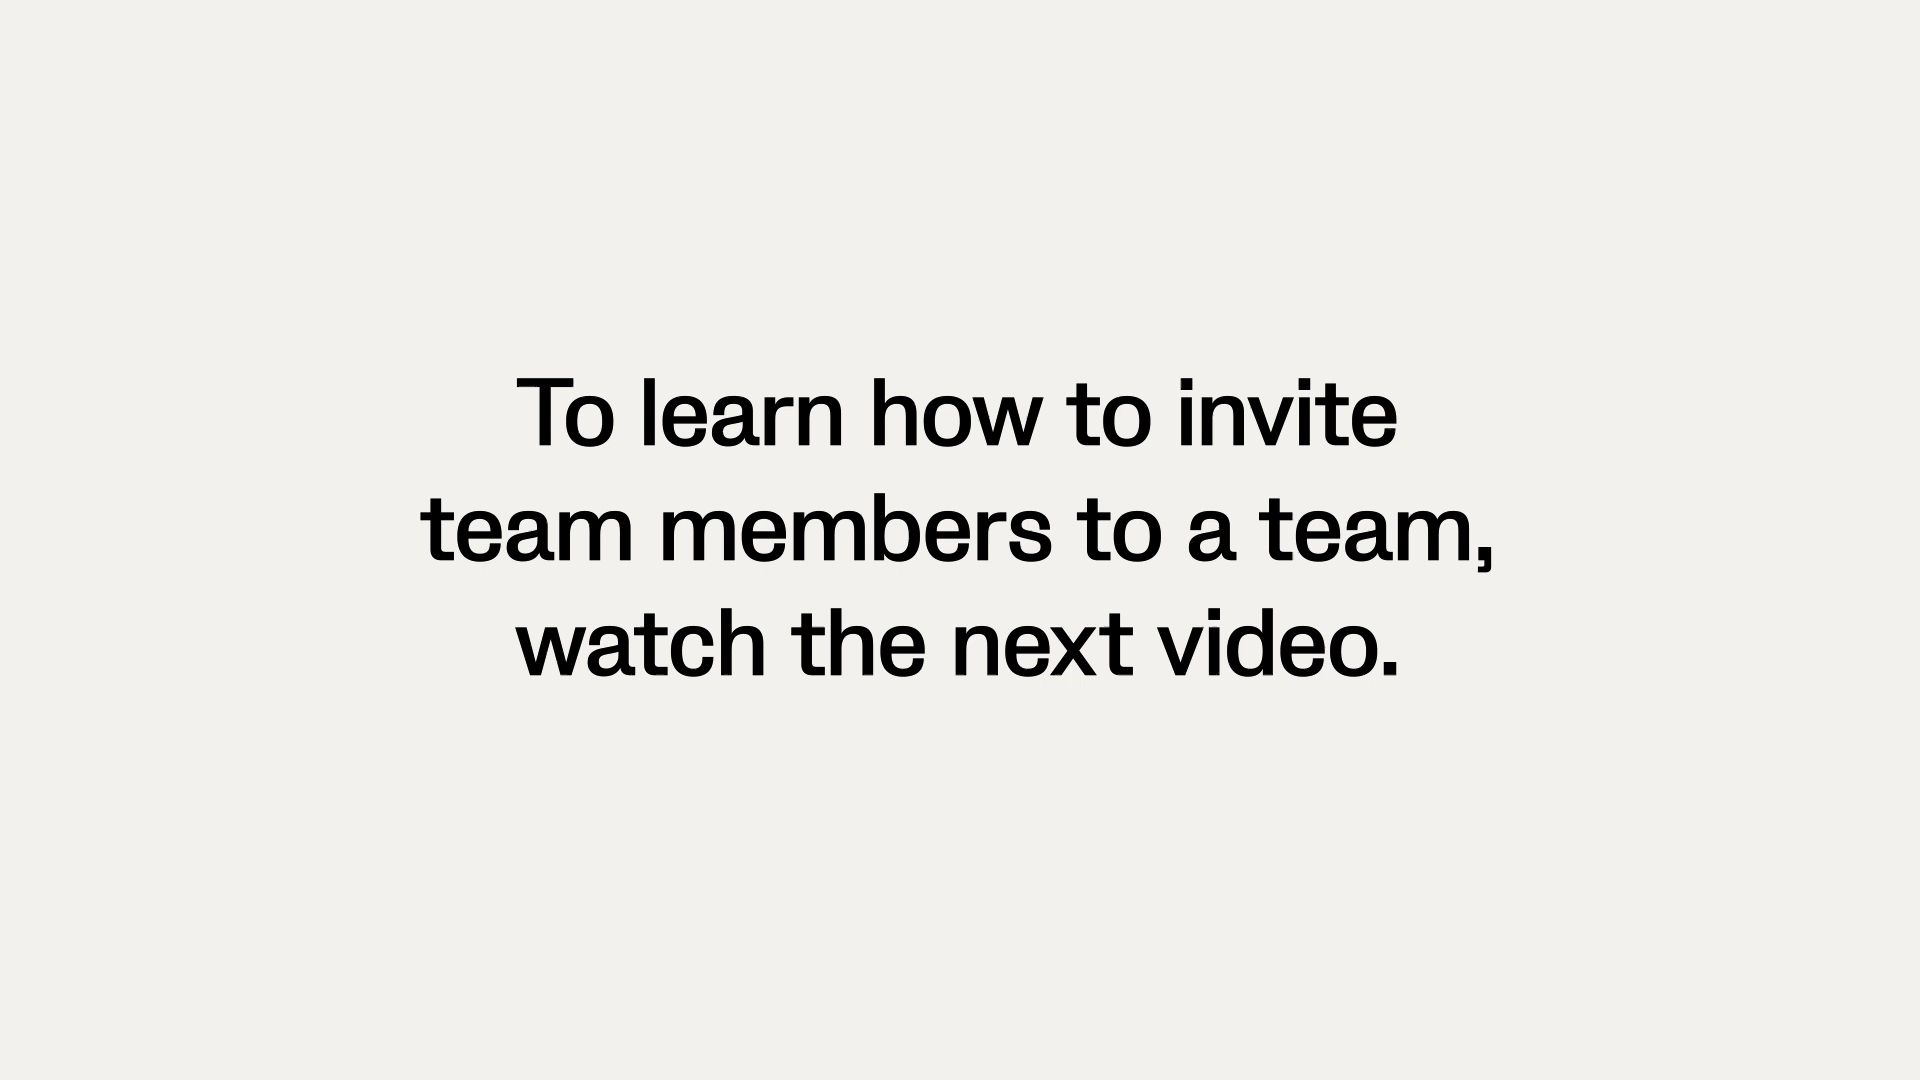 To learn how to invite
team members to a team,
watch the next video.